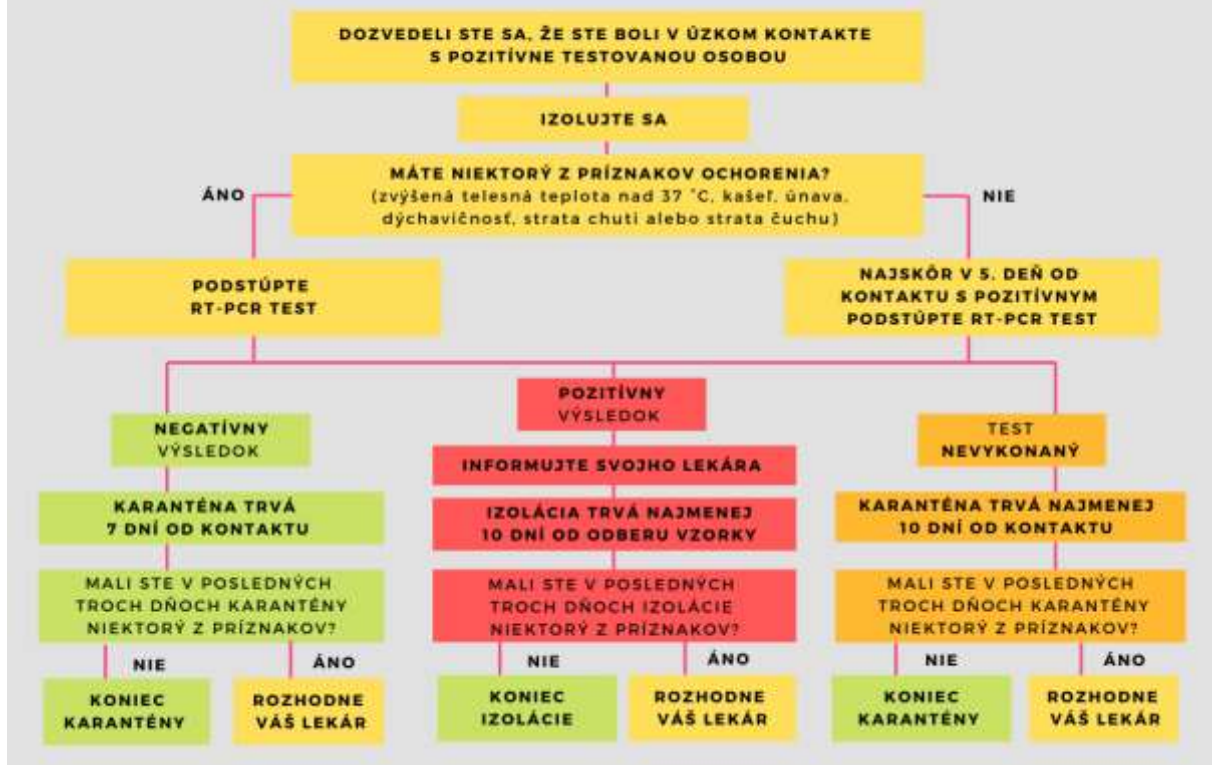 DOZVEDELI STE SA, ŽE STE BOLI V ÚZKOM KONTAKTE
S POZITÍVNE TESTOVANOU OSOBOU
IZOLUJTE SA
MÁTE NIEKTORÝ Z PRÍZNAKOV OCHORENIA?
(zvýšená telesná teplota nad 37 °C, kašeľ, únava,
dýchavičnosť, strata chuti alebo strata čuchu)
ÁNO
NIE
PODSTÚPTE
RT-PCR TEST
NAJSKÔR V 5. DEŇ OD
KONTAKTU S POZITÍVNYM
PODSTÚPTE RT-PCR TEST
NEGATÍVNY
VÝSLEDOK
KARANTÉNA TRVÁ
7 DNÍ OD KONTAKTU
MALI STE V POSLEDNÝCH
TROCH DŇOCH KARANTÉNY
NIEKTORÝ Z PRÍZNAKOV?
NIE
ÁNO
KONIEC
KARANTÉNY
ROZHODNE
VÁŠ LEKÁR
POZITÍVNY
VÝSLEDOK
INFORMUJTE SVOJHO LEKÁRA
IZOLÁCIA TRVÁ NAJMENEJ
10 DNÍ OD ODBERU VZORKY
MALI STE V POSLEDNÝCH
TROCH DŇOCH IZOLÁCIE
NIEKTORÝ Z PRÍZNAKOV?
NIE
ÁNO
KONIEC
IZOLÁCIE
ROZHODNE
VÁŠ LEKÁR
TEST
NEVYKONANÝ
KARANTÉNA TRVÁ NAJMENEJ
10 DNÍ OD KONTAKTU
MALI STE V POSLEDNÝCH
TROCH DŇOCH KARANTÉNY
NIEKTORÝ Z PRÍZNAKOV?
NIE
ÁNO
KONIEC
KARANTÉNY
ROZHODNE
VÁŠ LEKÁR